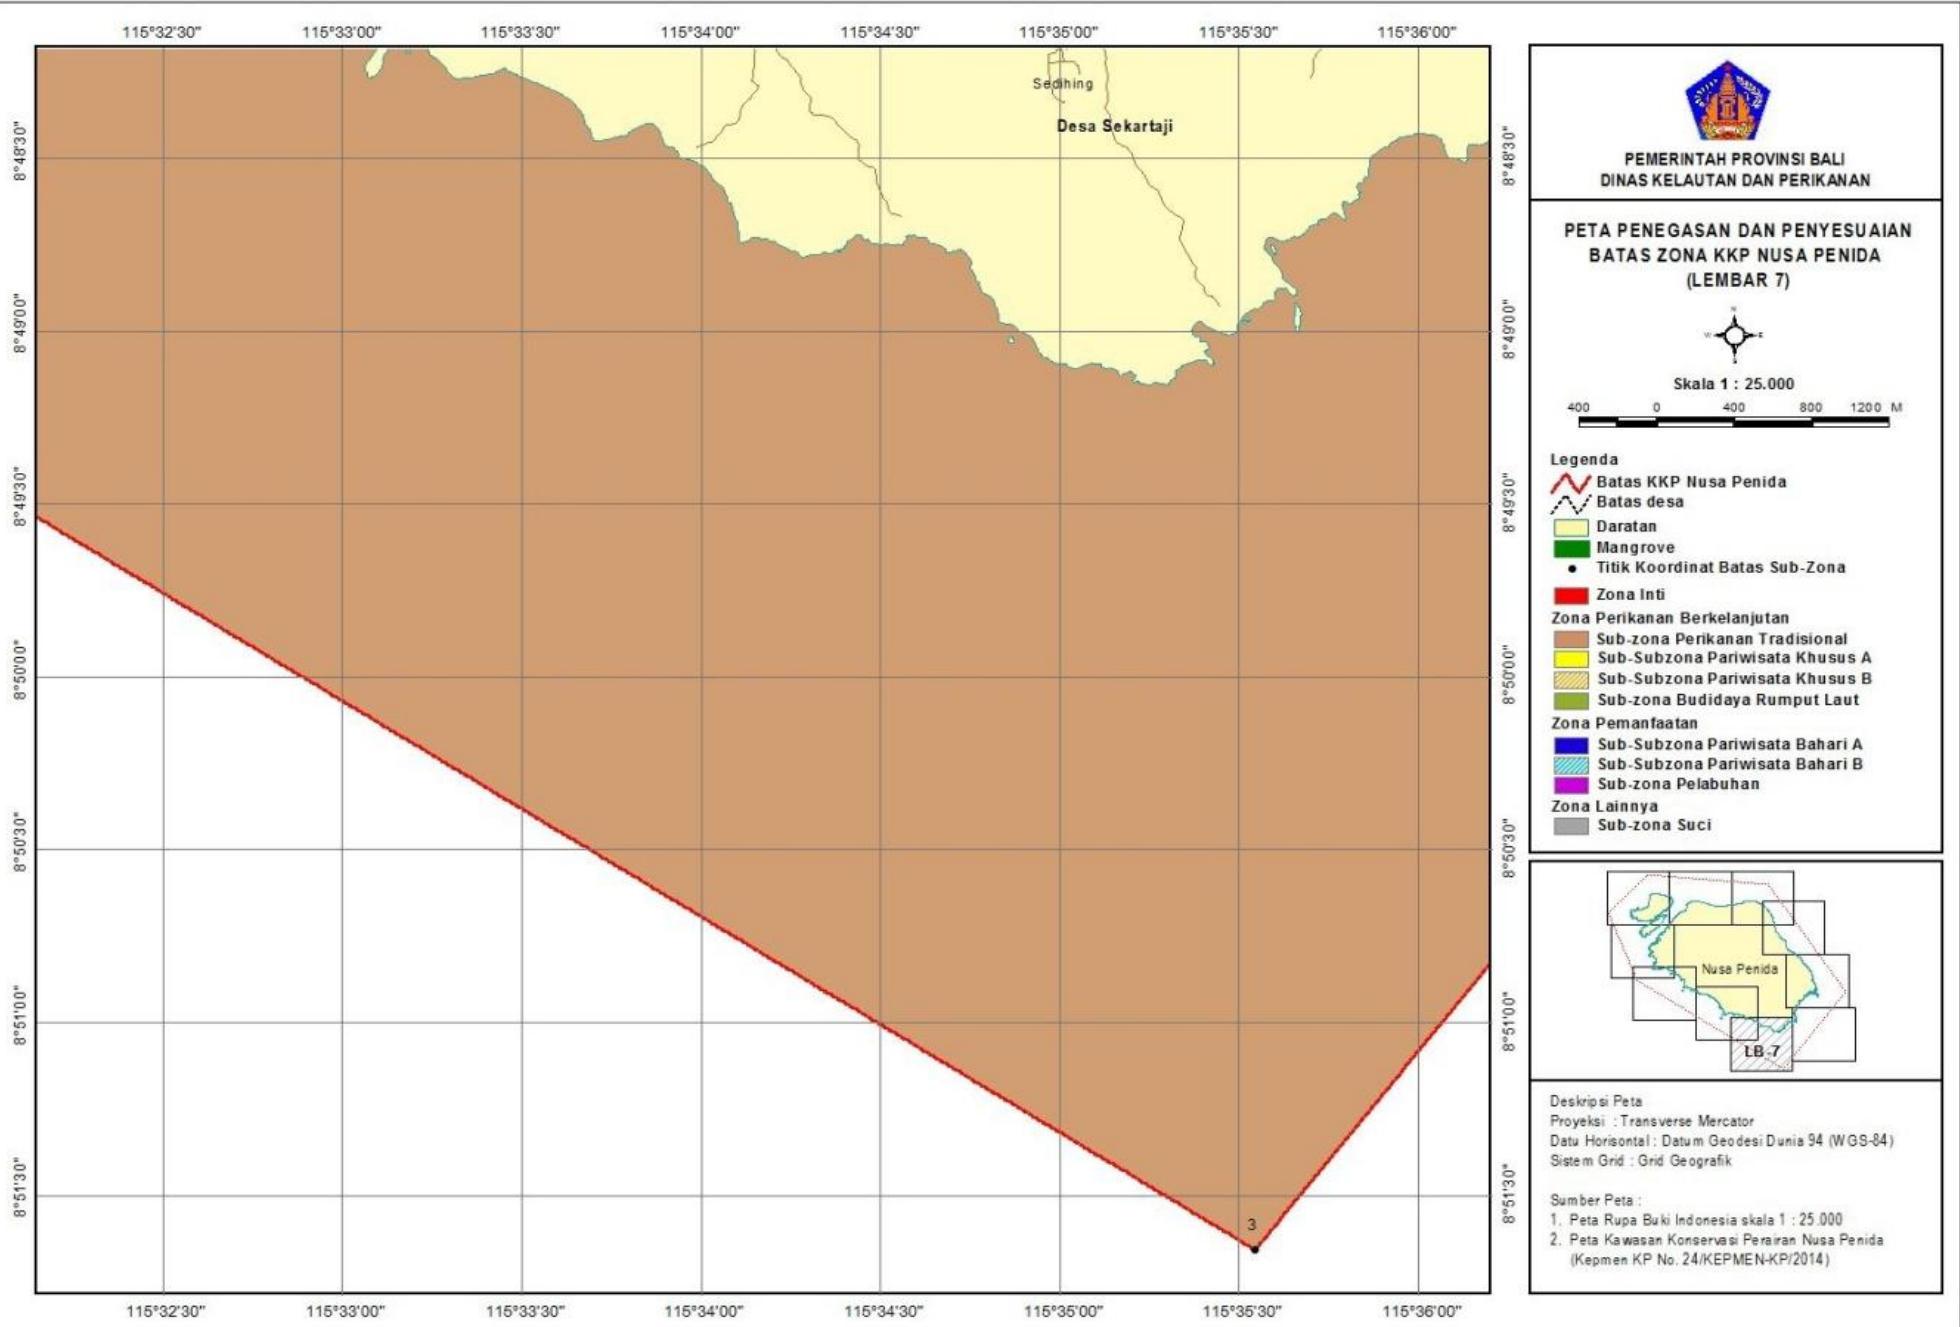 115°32'30" 115°33'00" 115°33'30" 115°34'00" 115°34'30" 115°35'00" 115°35'30" 115°36'00"
Sedihing
Desa Sekartaji
8°48'30" 8°48'30"
8°49'0" 8°49'0"
8°49'30" 8°49'30"
8°50'0" 8°50'0"
8°50'30" 8°50'30"
8°51'0" 8°51'0"
8°51'30" 8°51'30"
3
115°32'30" 115°33'00" 115°33'30" 115°34'00" 115°34'30" 115°35'00" 115°35'30" 115°36'00"
PEMERINTAH PROVINSI BALI
DINAS KELAUTAN DAN PERIKANAN
PETA PENEGASAN DAN PENYESUAIAN
BATAS ZONA KKP NUSA PENIDA
(LEMBAR 7)
N
W E
S
Skala 1 : 25.000
400 0 400 800 1200 M
Legenda
Batas KKP Nusa Penida
Batas desa
Daratan
Mangrove
Titik Koordinat Batas Sub-Zona
Zona Inti
Zona Perikanan Berkelanjutan
Sub-zona Perikanan Tradisional
Sub-Subzona Pariwisata Khusus A
Sub-Subzona Pariwisata Khusus B
Sub-zona Budidaya Rumput Laut
Zona Pemanfaatan
Sub-Subzona Pariwisata Bahari A
Sub-Subzona Pariwisata Bahari B
Sub-zona Pelabuhan
Zona Lainnya
Sub-zona Suci
Nusa Penida
LB-7
Deskripsi Peta
Proyeksi : Transverse Mercator
Datu Horisontal : Datum Geodesi Dunia 94 (WGS-84)
Sistem Grid : Grid Geografik
Sumber Peta :
1. Peta Rupa Buki Indonesia skala 1 : 25.000
2. Peta Kawasan Konservasi Perairan Nusa Penida
(Kepmen KP No. 24/KEPMEN-KP/2014)